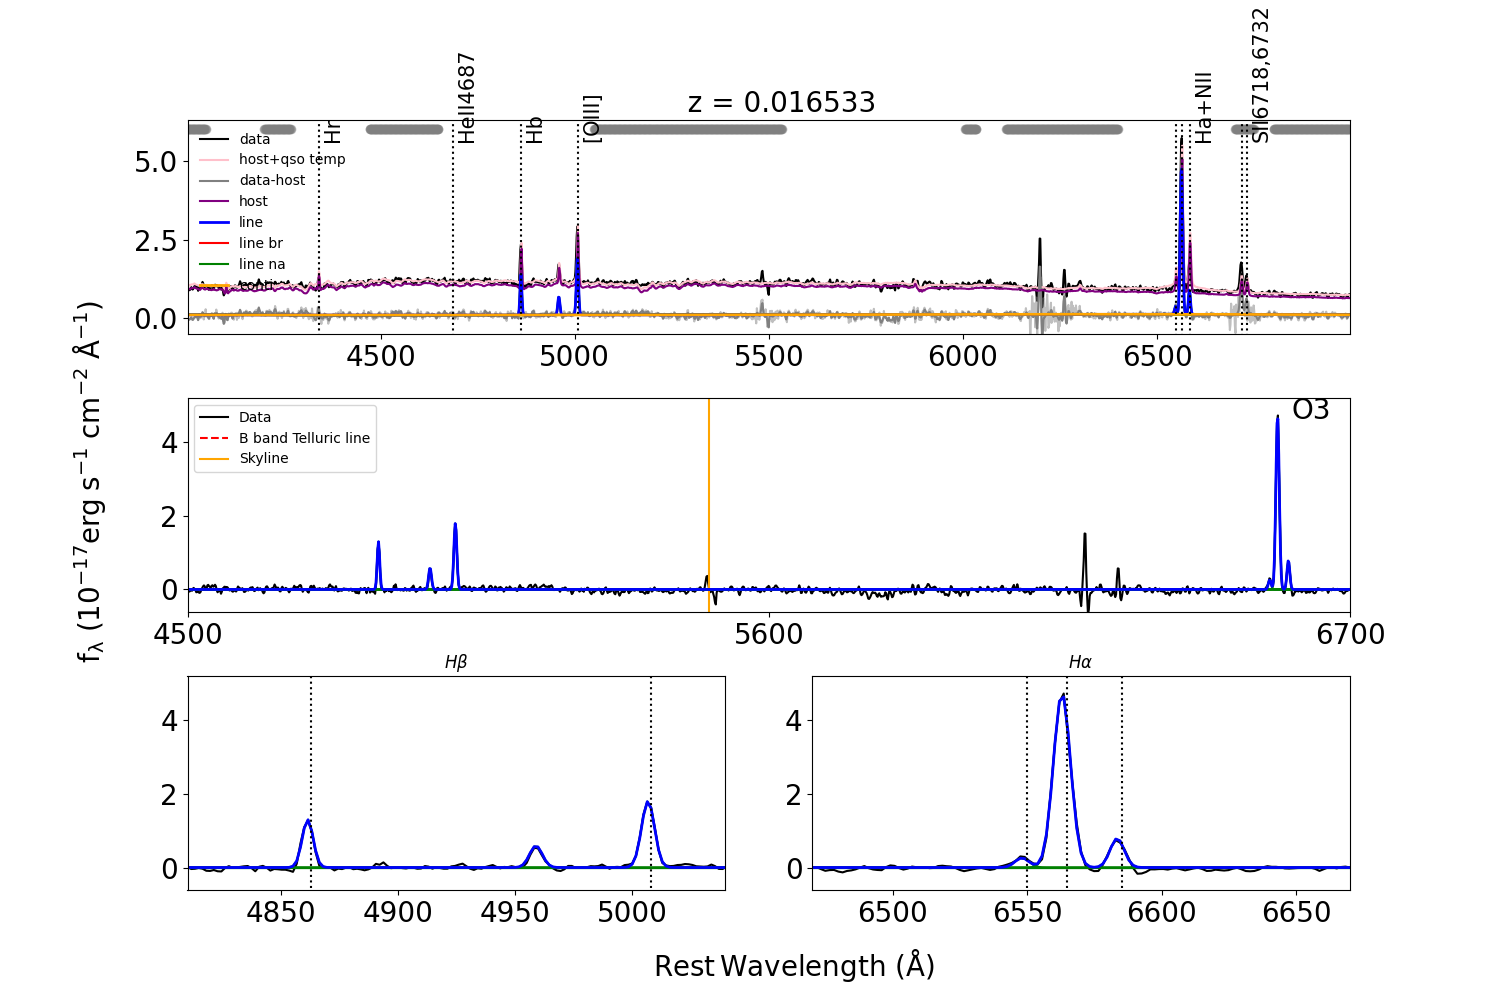 z = 0.016533
Hr
HeII4687
Hb
[OIII]
Ha+NII
SII6718,6732
data
host+qso temp
data-host
host
line
line br
line na
5.0
2.5
0.0
4500
5000
5500
6000
6500
fλ (10−17erg s−1 cm−2 Å−1)
Data
B band Telluric line
Skyline
O3
4
2
0
4500
5600
6700
Hβ
4
2
0
4850
4900
4950
5000
Hα
4
2
0
6500
6550
6600
6650
Rest Wavelength (Å)